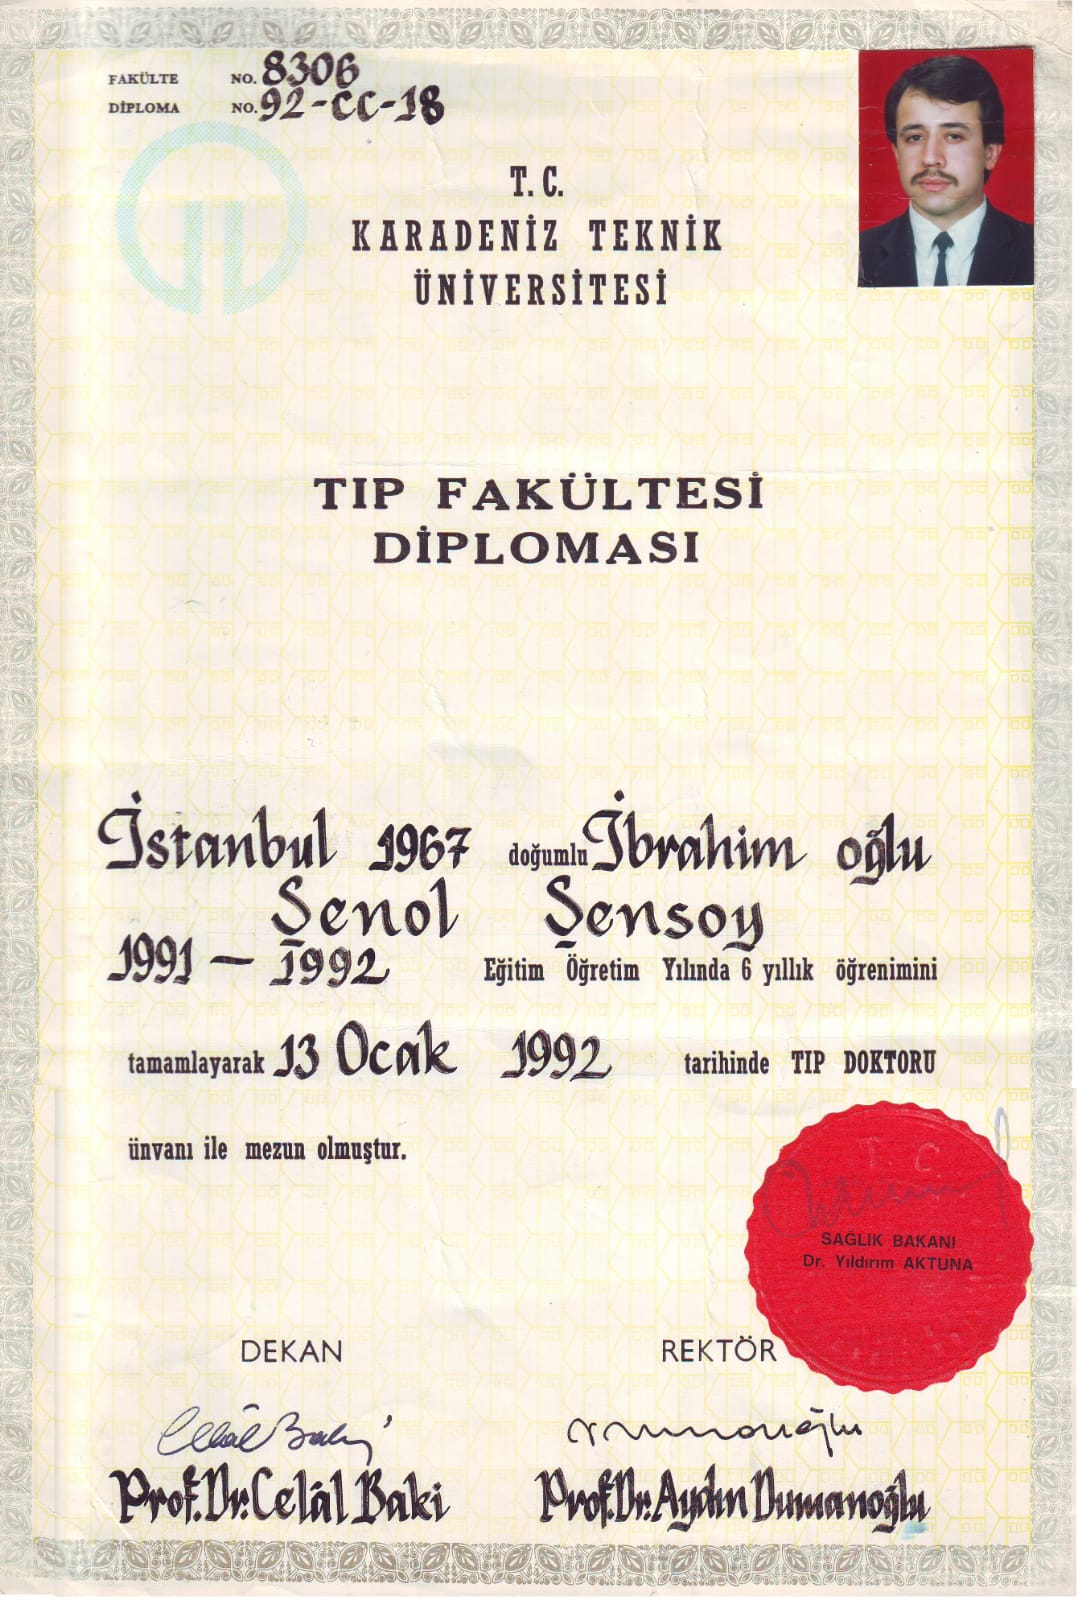 FAKÜLTE NO. 8306
DİPLOMA NO. 92-CC-18
T. C.
KARADENİZ TEKNİK
ÜNİVERSİTESİ
TIP FAKÜLTESİ
DİPLOMASI
İstanbul 1967 doğumlu İbrahim oğlu
Şenol Şensoy
1991 — 1992 Eğitim Öğretim Yılında 6 yıllık öğrenimini
tamamlayarak 13 Ocak 1992 tarihinde TIP DOKTORU
ünvanı ile mezun olmuştur.
T. C
SAĞLIK BAKANI
Dr. Yıldırım AKTUNA
DEKAN REKTÖR
Celâl Baki
Prof. Dr. Celâl Baki Prof. Dr. Aydın Dumanoğlu